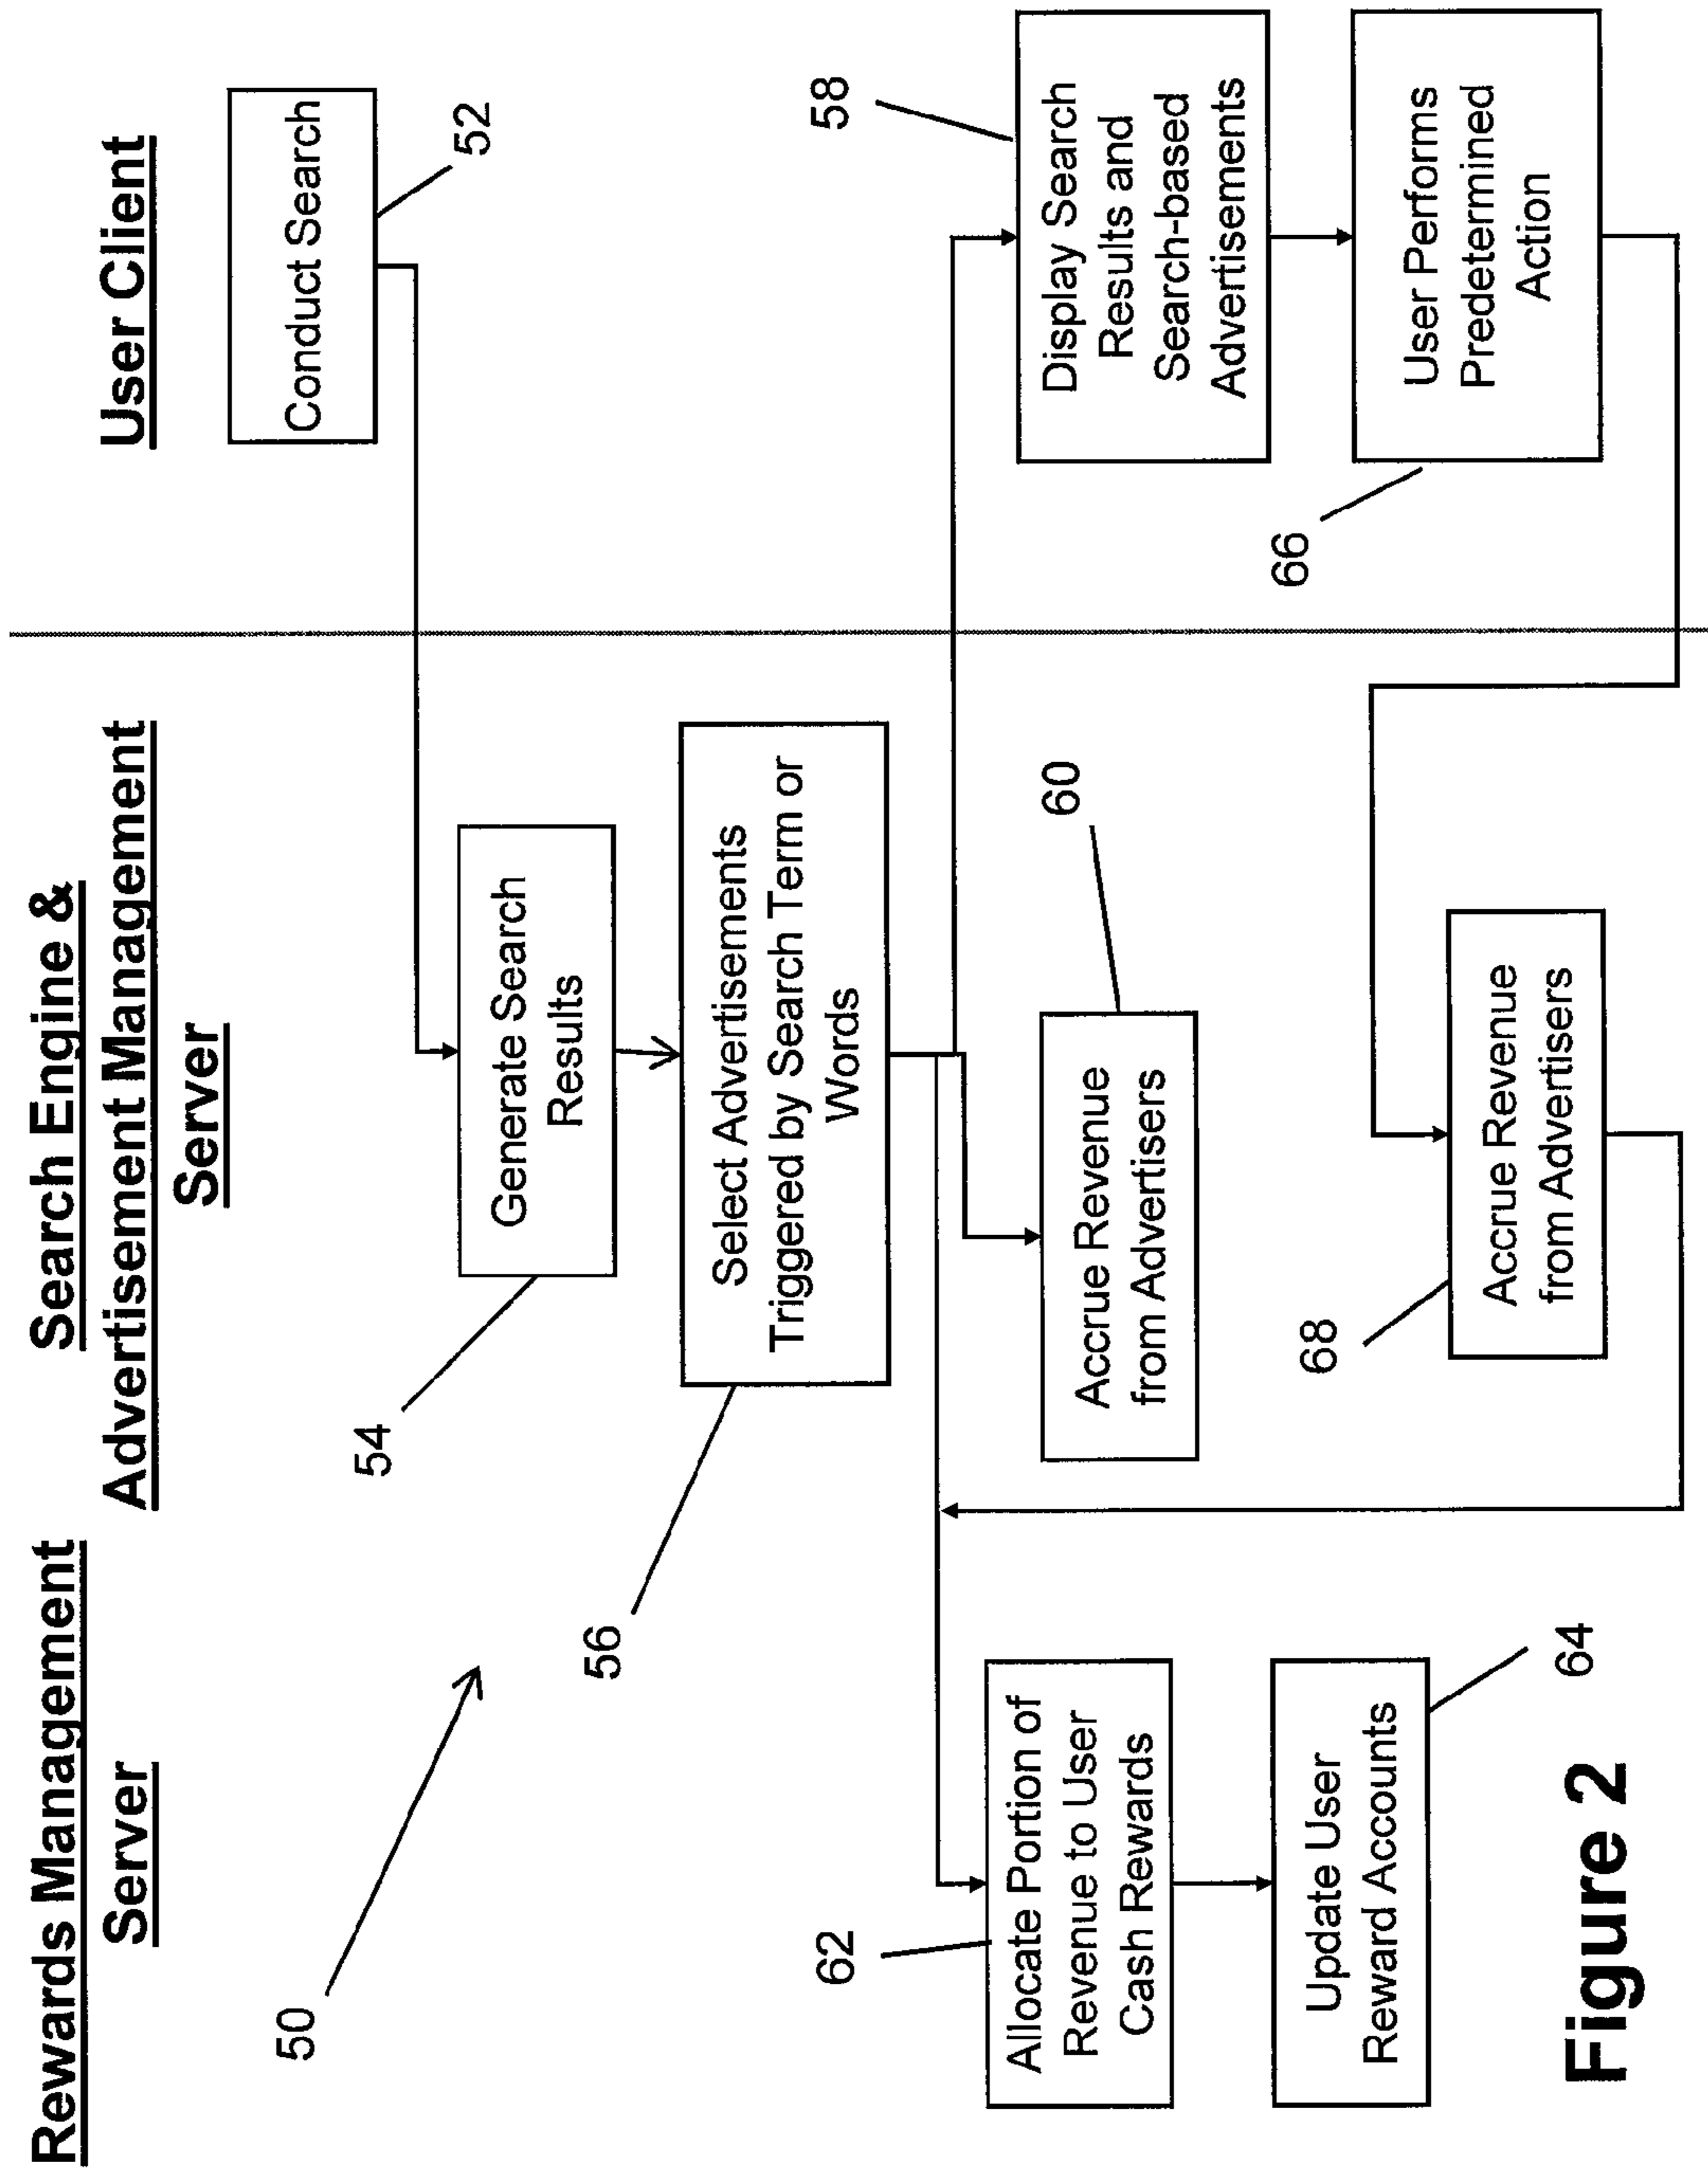 Rewards Management
Server
Search Engine &
Advertisement Management
Server
User Client
50
Conduct Search
52
Generate Search
Results
54
Select Advertisements
Triggered by Search Term or
Words
56
Display Search
Results and
Search-based
Advertisements
58
Accrue Revenue
from Advertisers
60
Allocate Portion of
Revenue to User
Cash Rewards
62
Update User
Reward Accounts
64
User Performs
Predetermined
Action
66
Accrue Revenue
from Advertisers
68
Figure 2